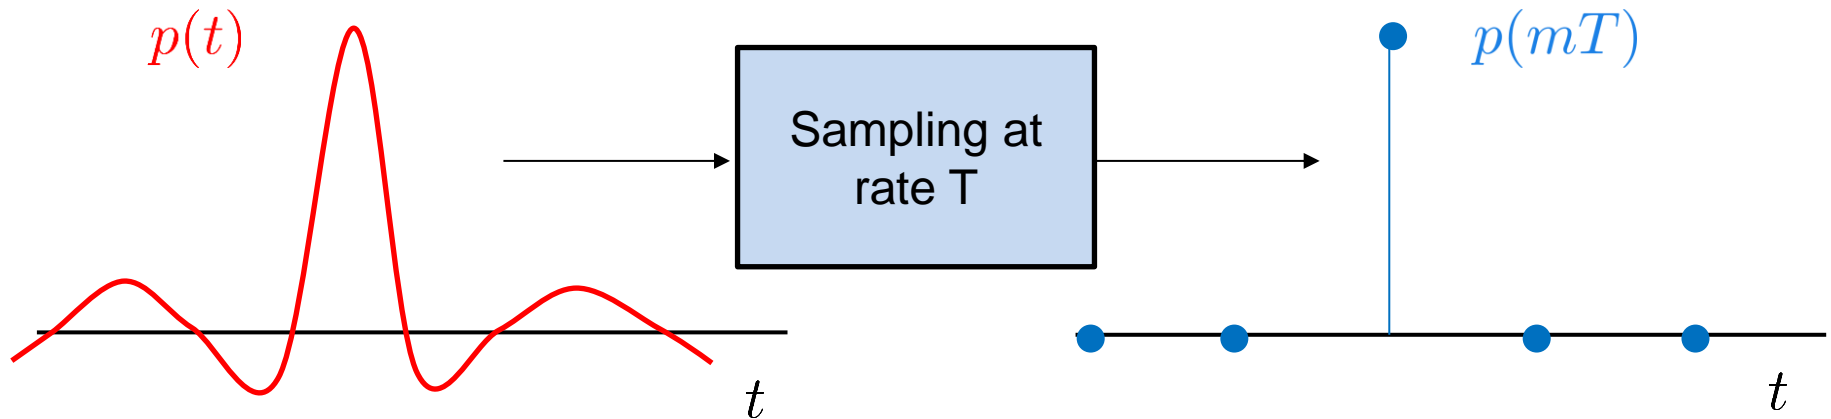 p(t)
Sampling at
rate T
p(mT)
t
t